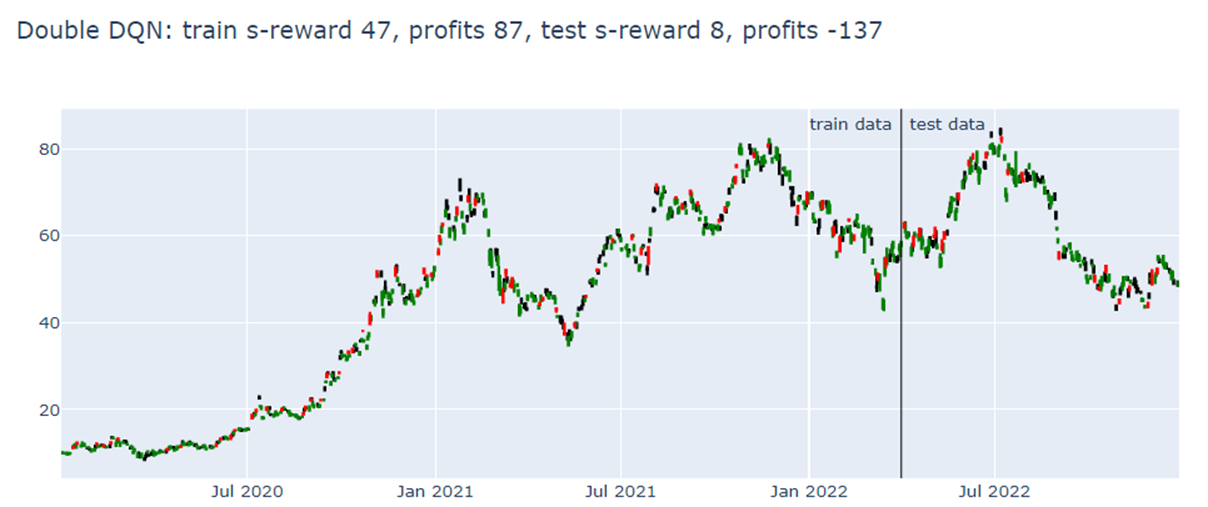 Double DQN: train s-reward 47, profits 87, test s-reward 8, profits -137
train data
test data
80
60
40
20
Jul 2020
Jan 2021
Jul 2021
Jan 2022
Jul 2022